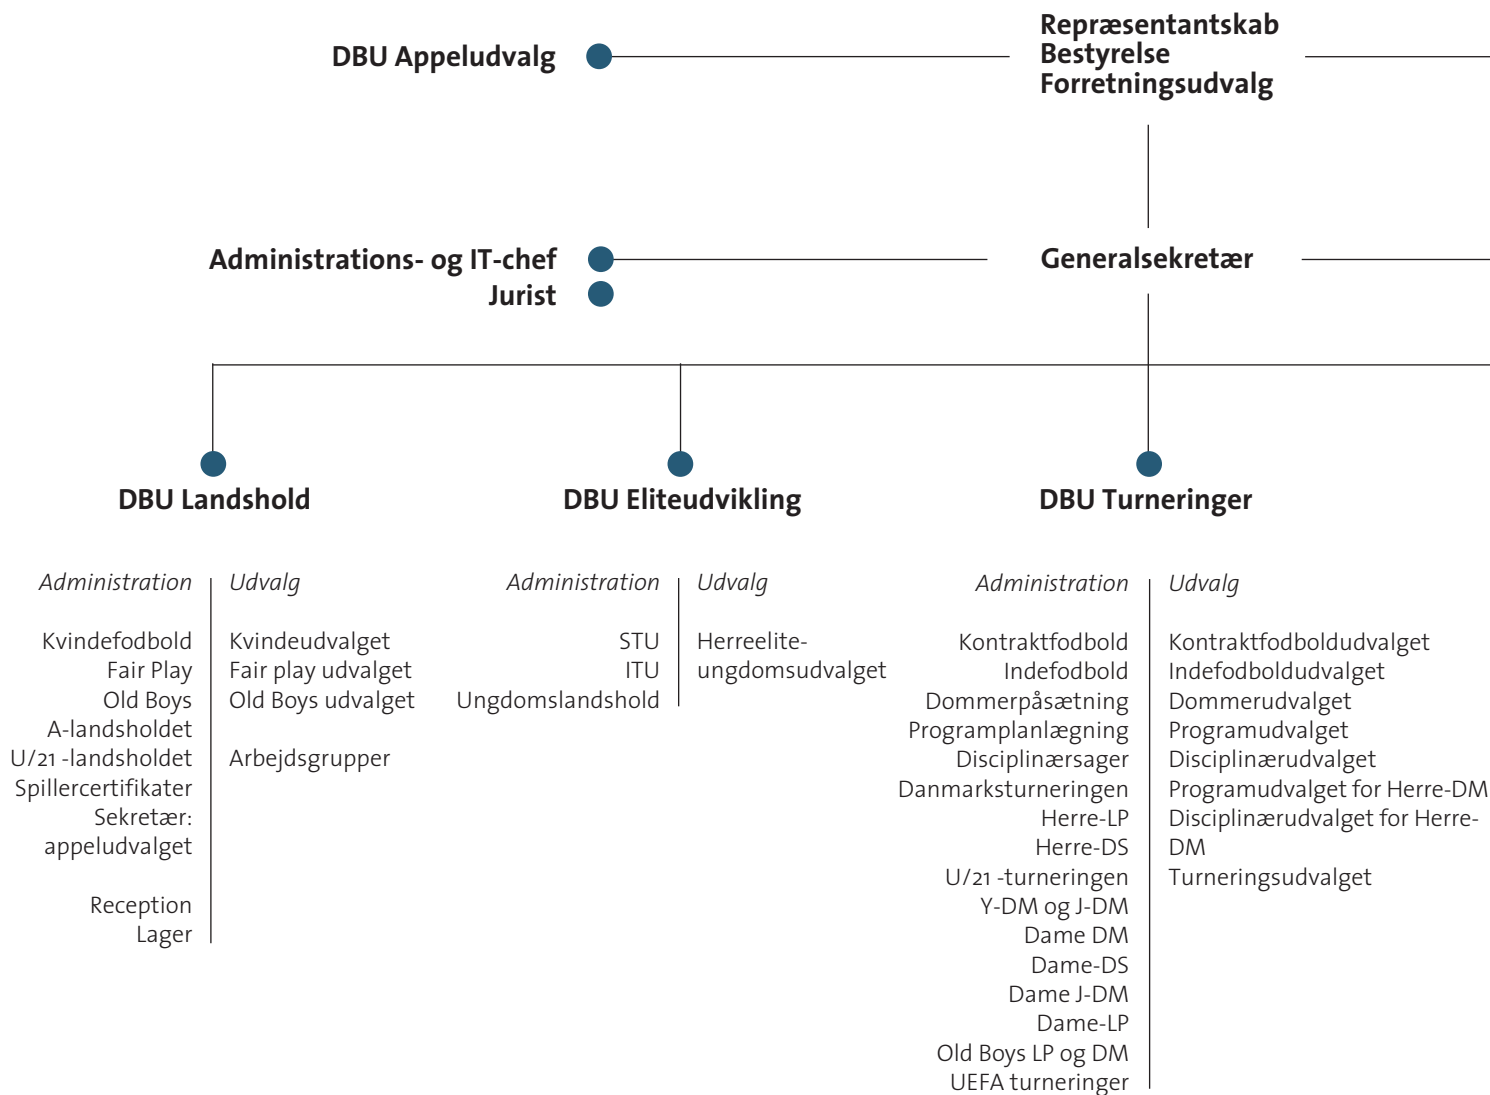 DBU Appeludvalg
Repræsentantskab
Bestyrelse
Forretningsudvalg
Administrations- og IT-chef
Jurist
Generalsekretær
DBU Landshold
Administration
Kvindefodbold
Fair Play
Old Boys
A-landsholdet
U/21 -landsholdet
Spillercertifikater
Sekretær:
appeludvalget
Reception
Lager
Udvalg
Kvindeudvalget
Fair play udvalget
Old Boys udvalget
Arbejdsgrupper
DBU Eliteudvikling
Administration
STU
ITU
Ungdomslandshold
Udvalg
Herreelite-
ungdomsudvalget
DBU Turneringer
Administration
Kontraktfodbold
Indefodbold
Dommerpåsætning
Programplanlægning
Disciplinærsager
Danmarksturneringen
Herre-LP
Herre-DS
U/21 -turneringen
Y-DM og J-DM
Dame DM
Dame-DS
Dame J-DM
Dame-LP
Old Boys LP og DM
UEFA turneringer
Udvalg
Kontraktfodboldudvalget
Indefodboldudvalget
Dommerudvalget
Programudvalget
Disciplinærudvalget
Programudvalget for Herre-DM
Disciplinærudvalget for Herre-
DM
Turneringsudvalget